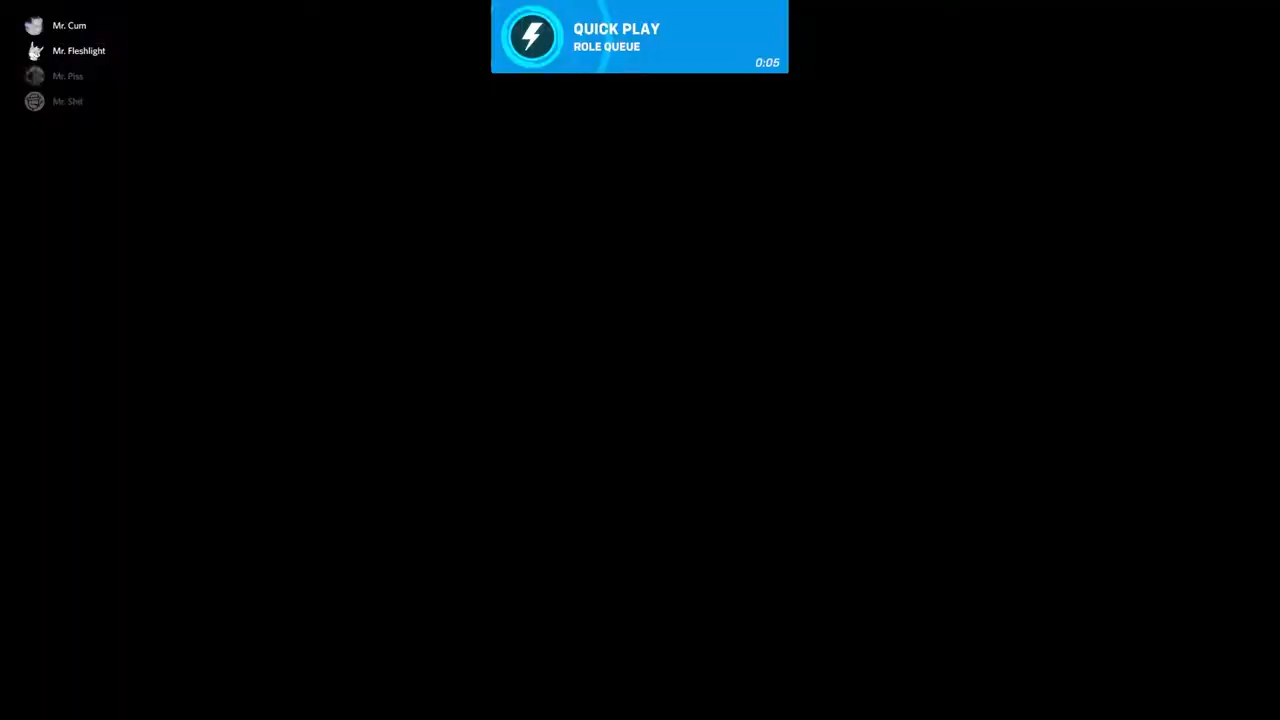 Mr. Cum
Mr. Fleshlight
Mr. Piss
Mr. Shit
QUICK PLAY
ROLE QUEUE
0:05